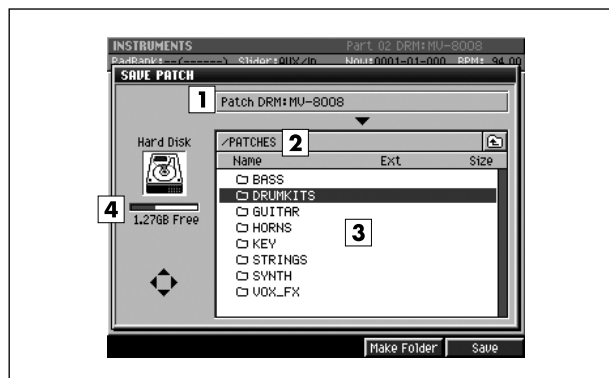 INSTRUMENTS Part 02 DRM:MV-8008
PadBank:--(------) Slider:AUX/In Now:0001-01-000 BPM: 94.00
SAVE PATCH
1 Patch DRM:MV-8008
Hard Disk
/PATCHES 2
Name Ext Size
BASS
DRUMKITS
GUITAR
HORNS
KEY
STRINGS
SYNTH
VOX_FX
3
4
1.27GB Free
Make Folder Save